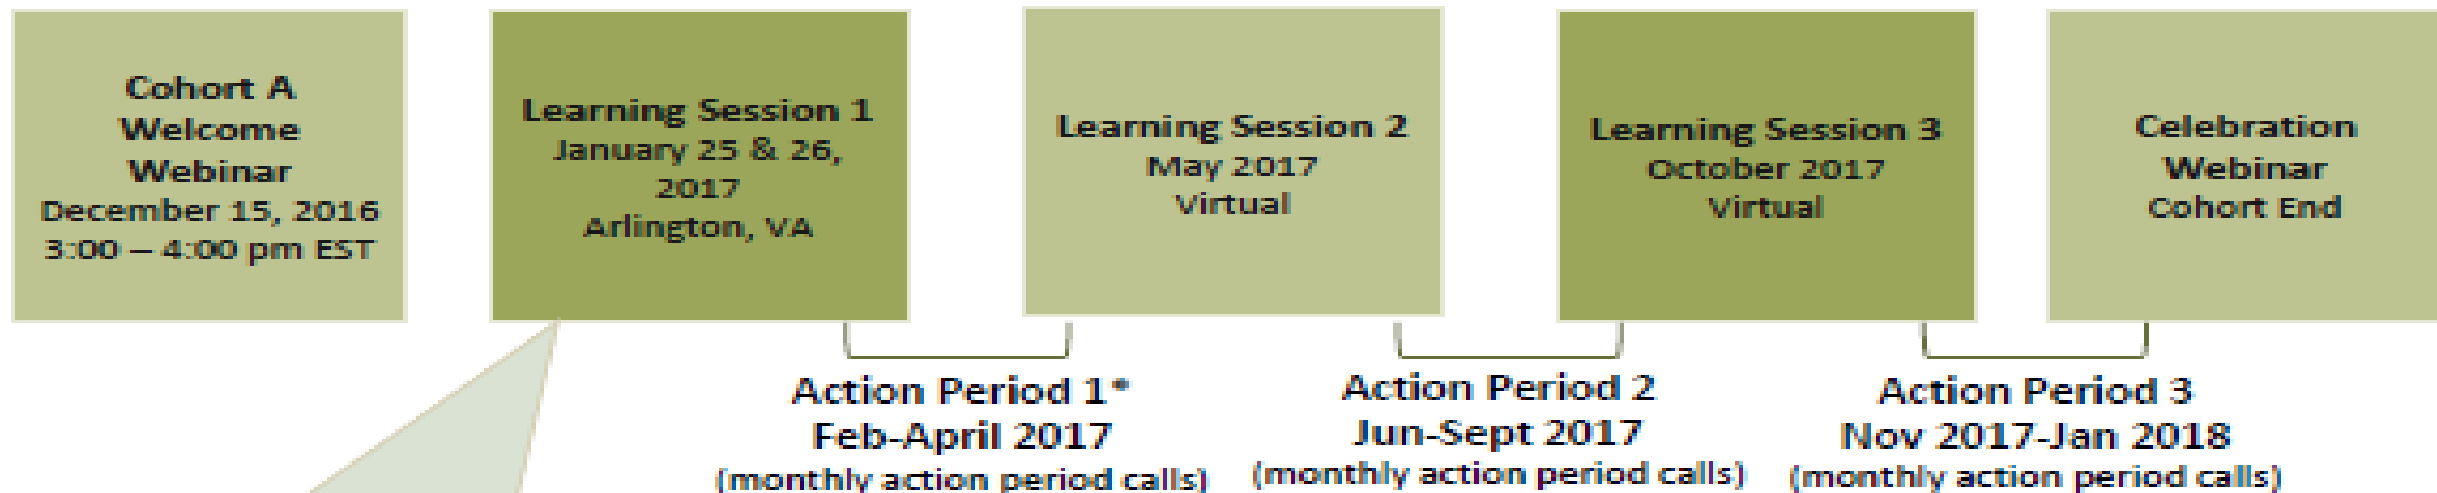 Cohort A
Welcome
Webinar
December 15, 2016
3:00 – 4:00 pm EST
Learning Session 1
January 25 & 26,
2017
Arlington, VA
Learning Session 2
May 2017
Virtual
Learning Session 3
October 2017
Virtual
Celebration
Webinar
Cohort End
Action Period 1*
Feb-April 2017
(monthly action period calls)
Action Period 2
Jun-Sept 2017
(monthly action period calls)
Action Period 3
Nov 2017-Jan 2018
(monthly action period calls)